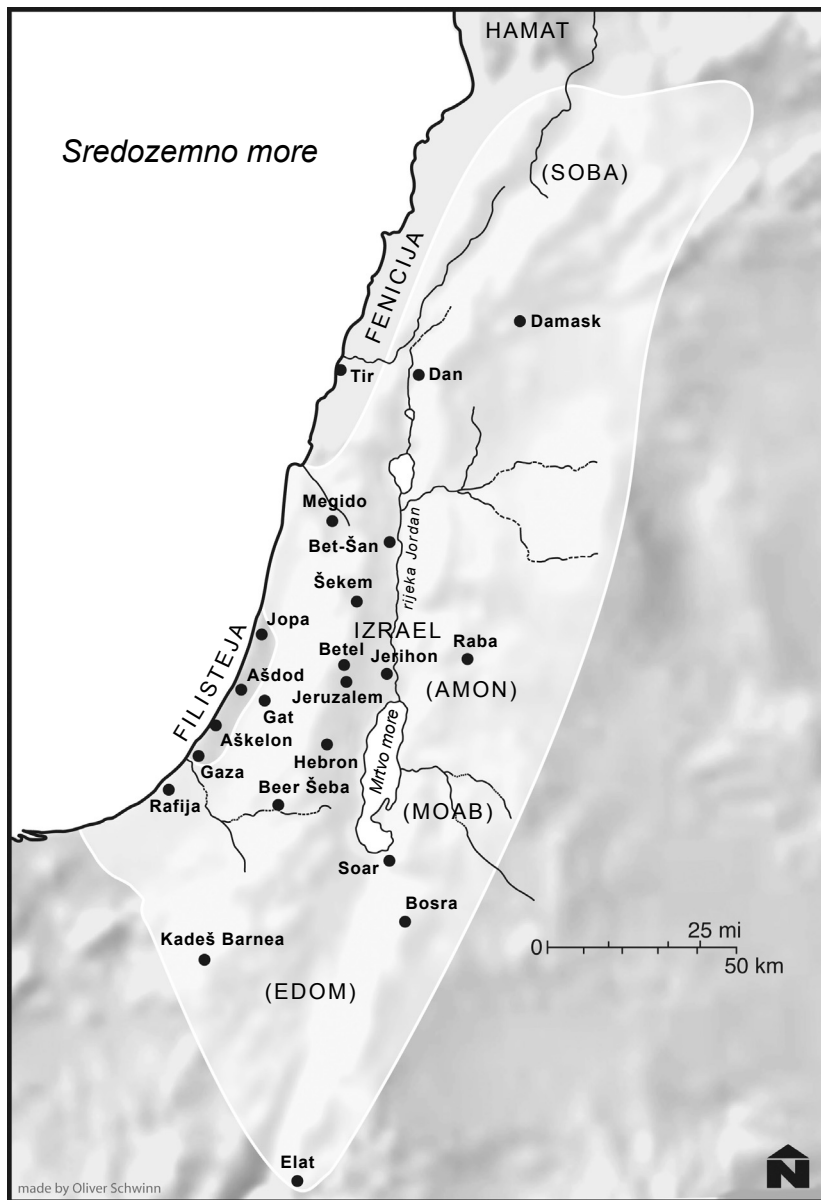 HAMAT
Sredozemno more
(SOBA)
FENICIJA
Damask
Tir
Dan
Megido
Bet-Šan
rijeka Jordan
Šekem
Jopa
IZRAEL
Raba
Betel
Jerihon
FILISTEJA
Ašdod
Jeruzalem
(AMON)
Gat
Aškelon
Mrtvo more
Hebron
Gaza
Rafija
Beer Šeba
(MOAB)
Soar
Bosra
25 mi
0
50 km
Kadeš Barnea
(EDOM)
Elat
made by Oliver Schwinn
N